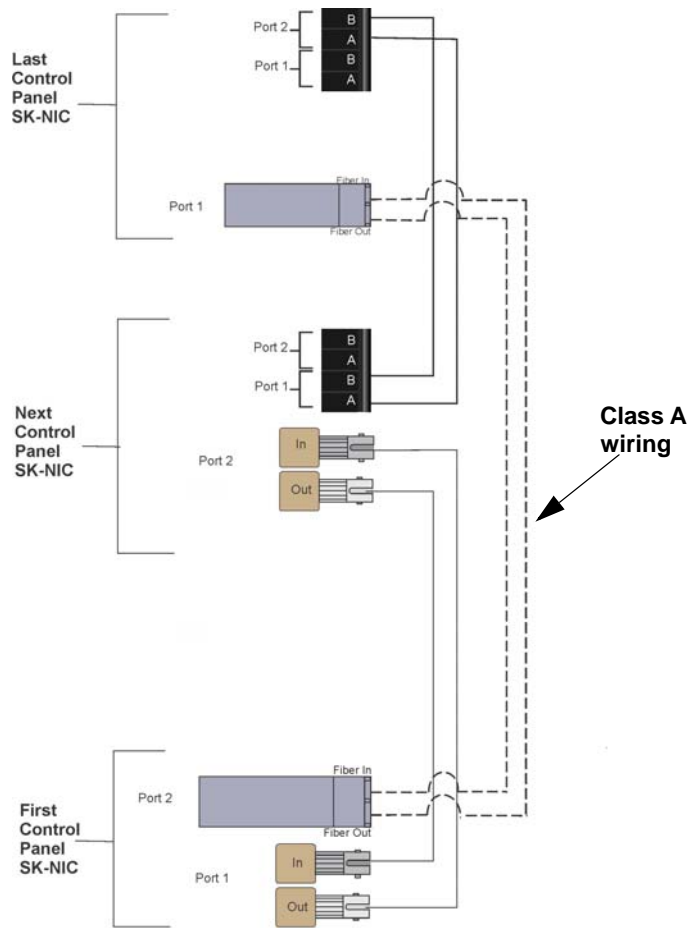 Last
Control
Panel
SK-NIC
Port 2
B
A
Port 1
B
A
Port 1
Fiber In
Fiber Out
Next
Control
Panel
SK-NIC
Port 2
B
A
Port 1
B
A
Port 2
In
Out
Class A
wiring
First
Control
Panel
SK-NIC
Port 2
Fiber In
Fiber Out
Port 1
In
Out